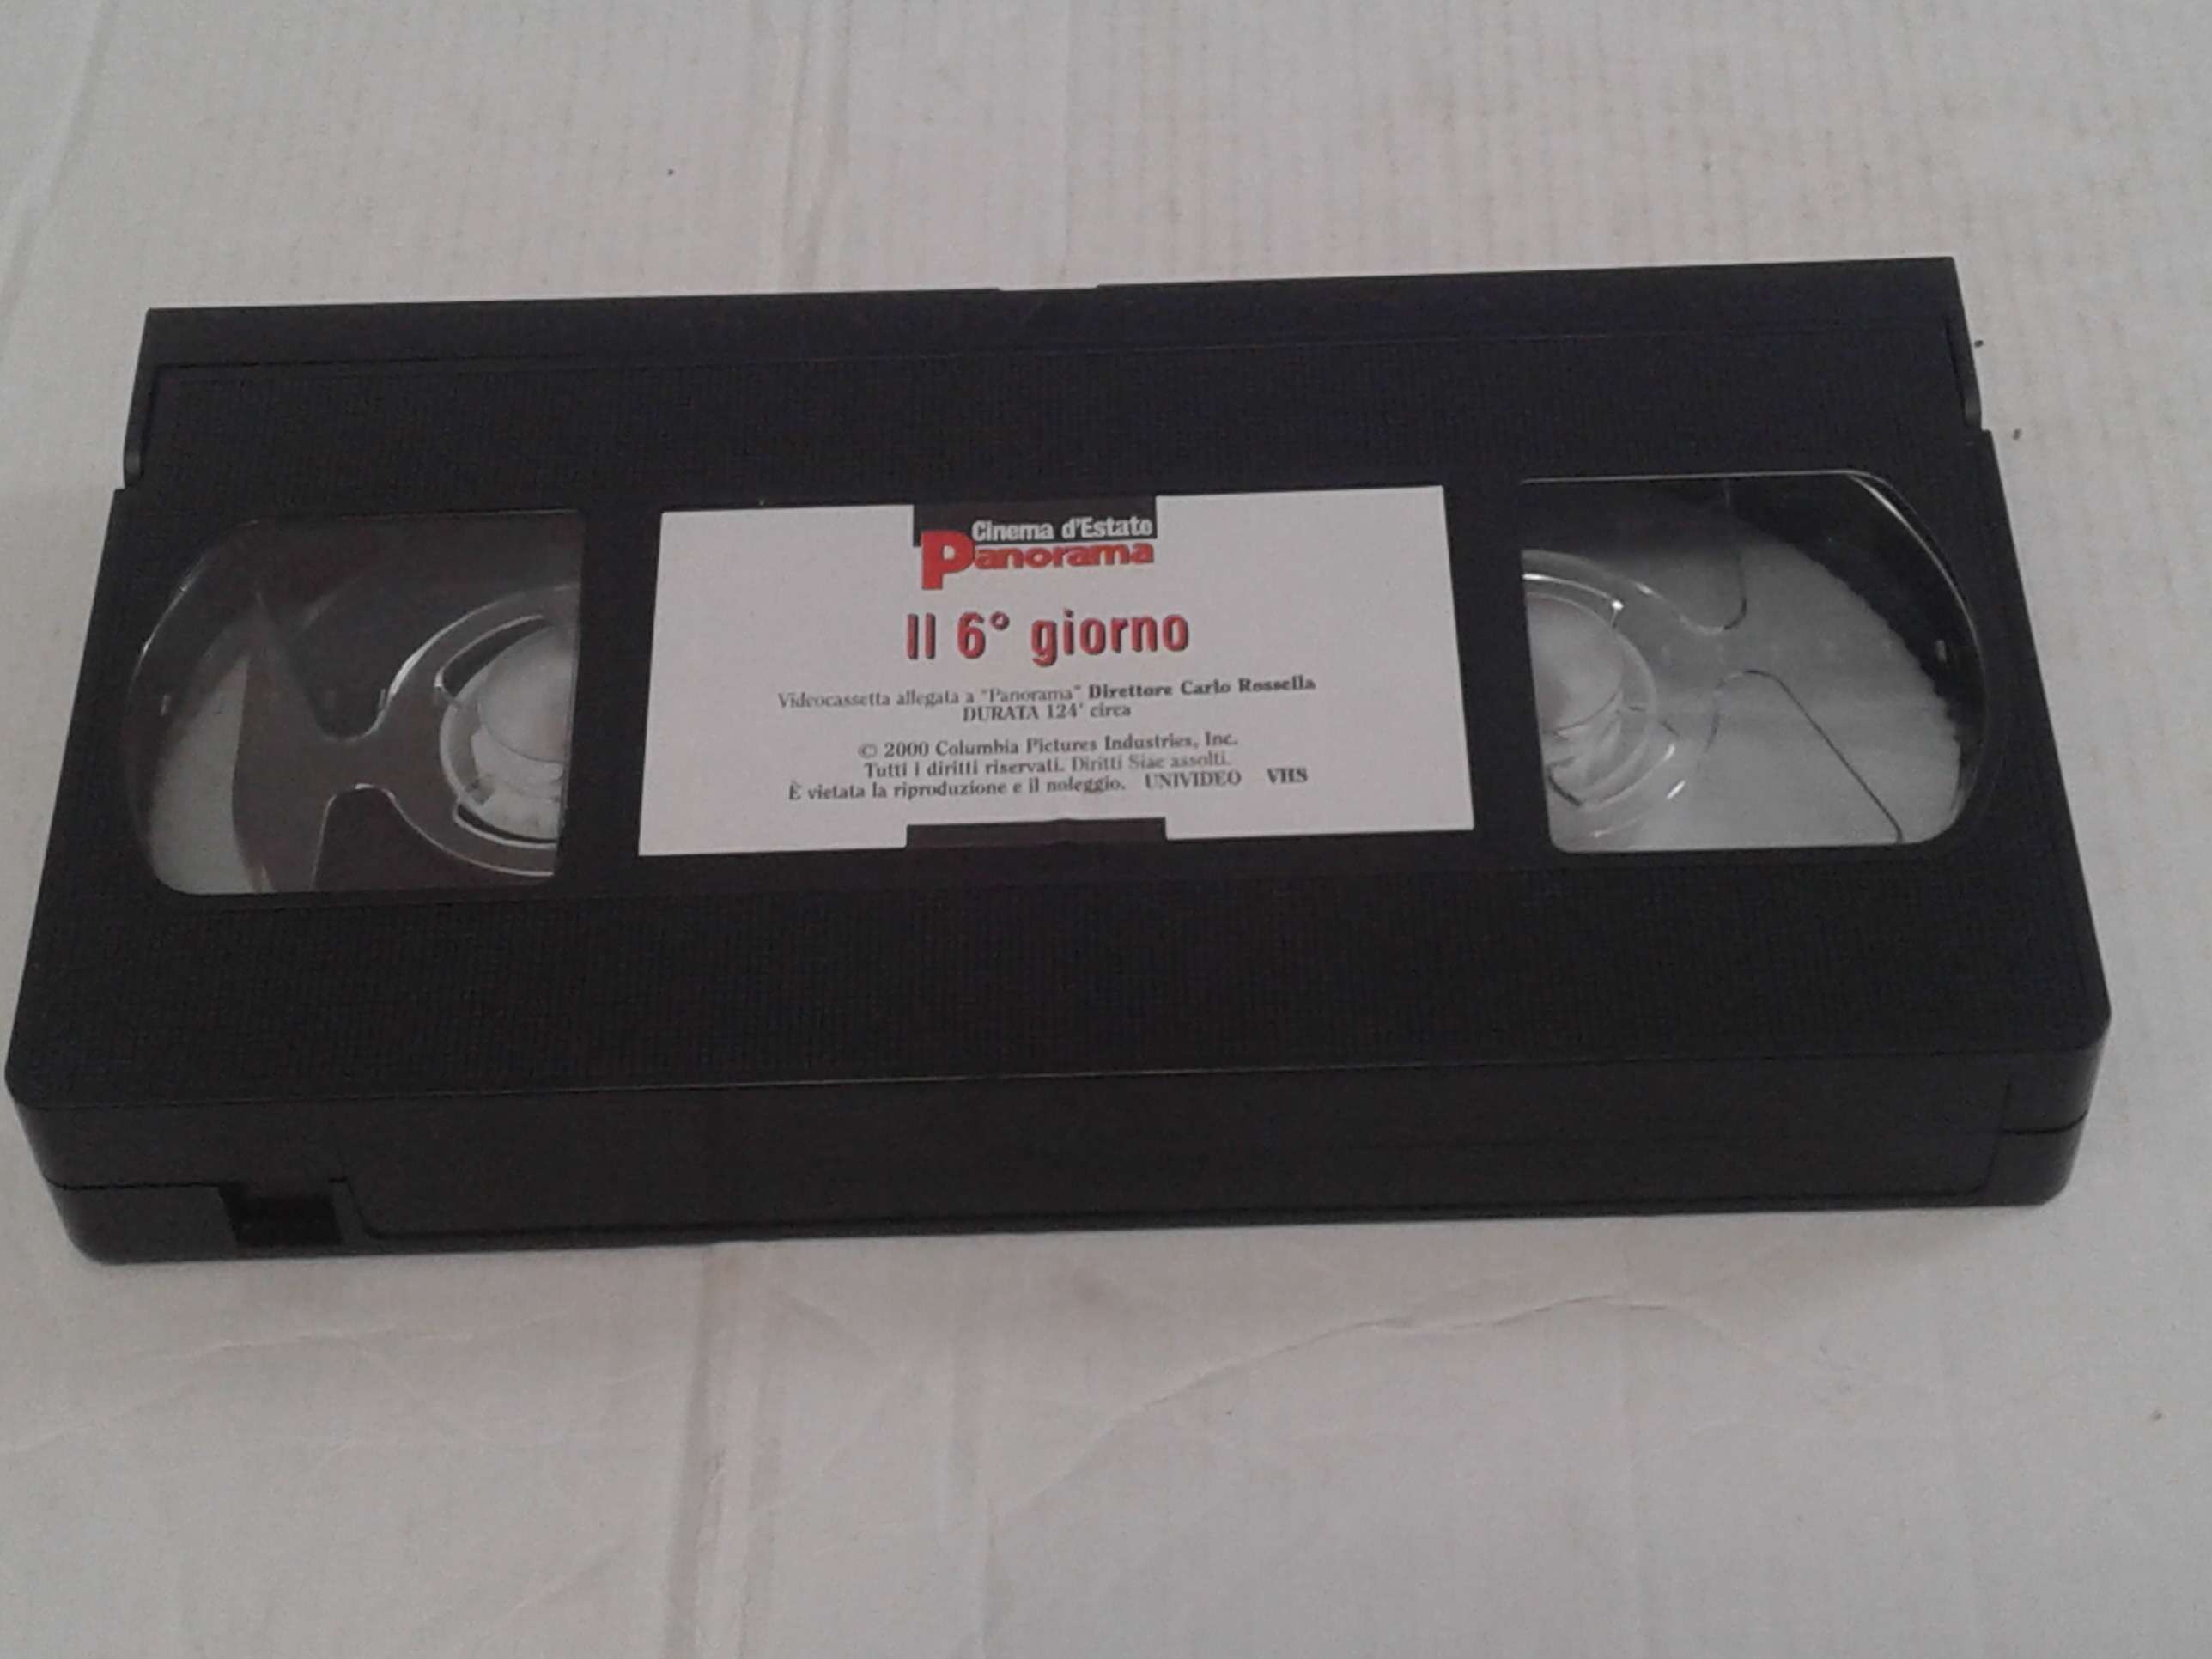 Cinema d'Estate
Panorama
Il 6° giorno
Videocassetta allegata a "Panorama" Direttore Carlo Rossella
DURATA 124' circa
© 2000 Columbia Pictures Industries, Inc.
Tutti i diritti riservati. Diritti Siae assolti.
È vietata la riproduzione e il noleggio. UNIVIDEO VHS